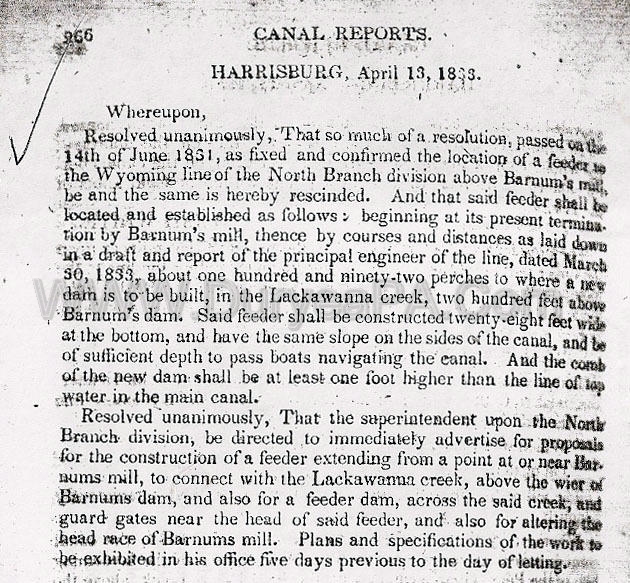 266
CANAL REPORTS.
HARRISBURG, April 13, 1833.
Whereupon,
Resolved unanimously, That so much of a resolution, passed on the
14th of June 1831, as fixed and confirmed the location of a feeder to
the Wyoming line of the North Branch division above Barnum's mill,
be and the same is hereby rescinded. And that said feeder shall be
located and established as follows: beginning at its present termina-
tion by Barnum's mill, thence by courses and distances as laid down
in a draft and report of the principal engineer of the line, dated March
30, 1833, about one hundred and ninety-two perches to where a new
dam is to be built, in the Lackawanna creek, two hundred feet above
Barnum's dam. Said feeder shall be constructed twenty-eight feet wide
at the bottom, and have the same slope on the sides of the canal, and be
of sufficient depth to pass boats navigating the canal. And the comb
of the new dam shall be at least one foot higher than the line of top
water in the main canal.
Resolved unanimously, That the superintendent upon the North
Branch division, be directed to immediately advertise for proposals
for the construction of a feeder extending from a point at or near Bar-
nums mill, to connect with the Lackawanna creek, above the wier of
Barnums dam, and also for a feeder dam, across the said creek, and
guard gates near the head of said feeder, and also for altering the
head race of Barnums mill. Plans and specifications of the work to
be exhibited in his office five days previous to the day of letting.